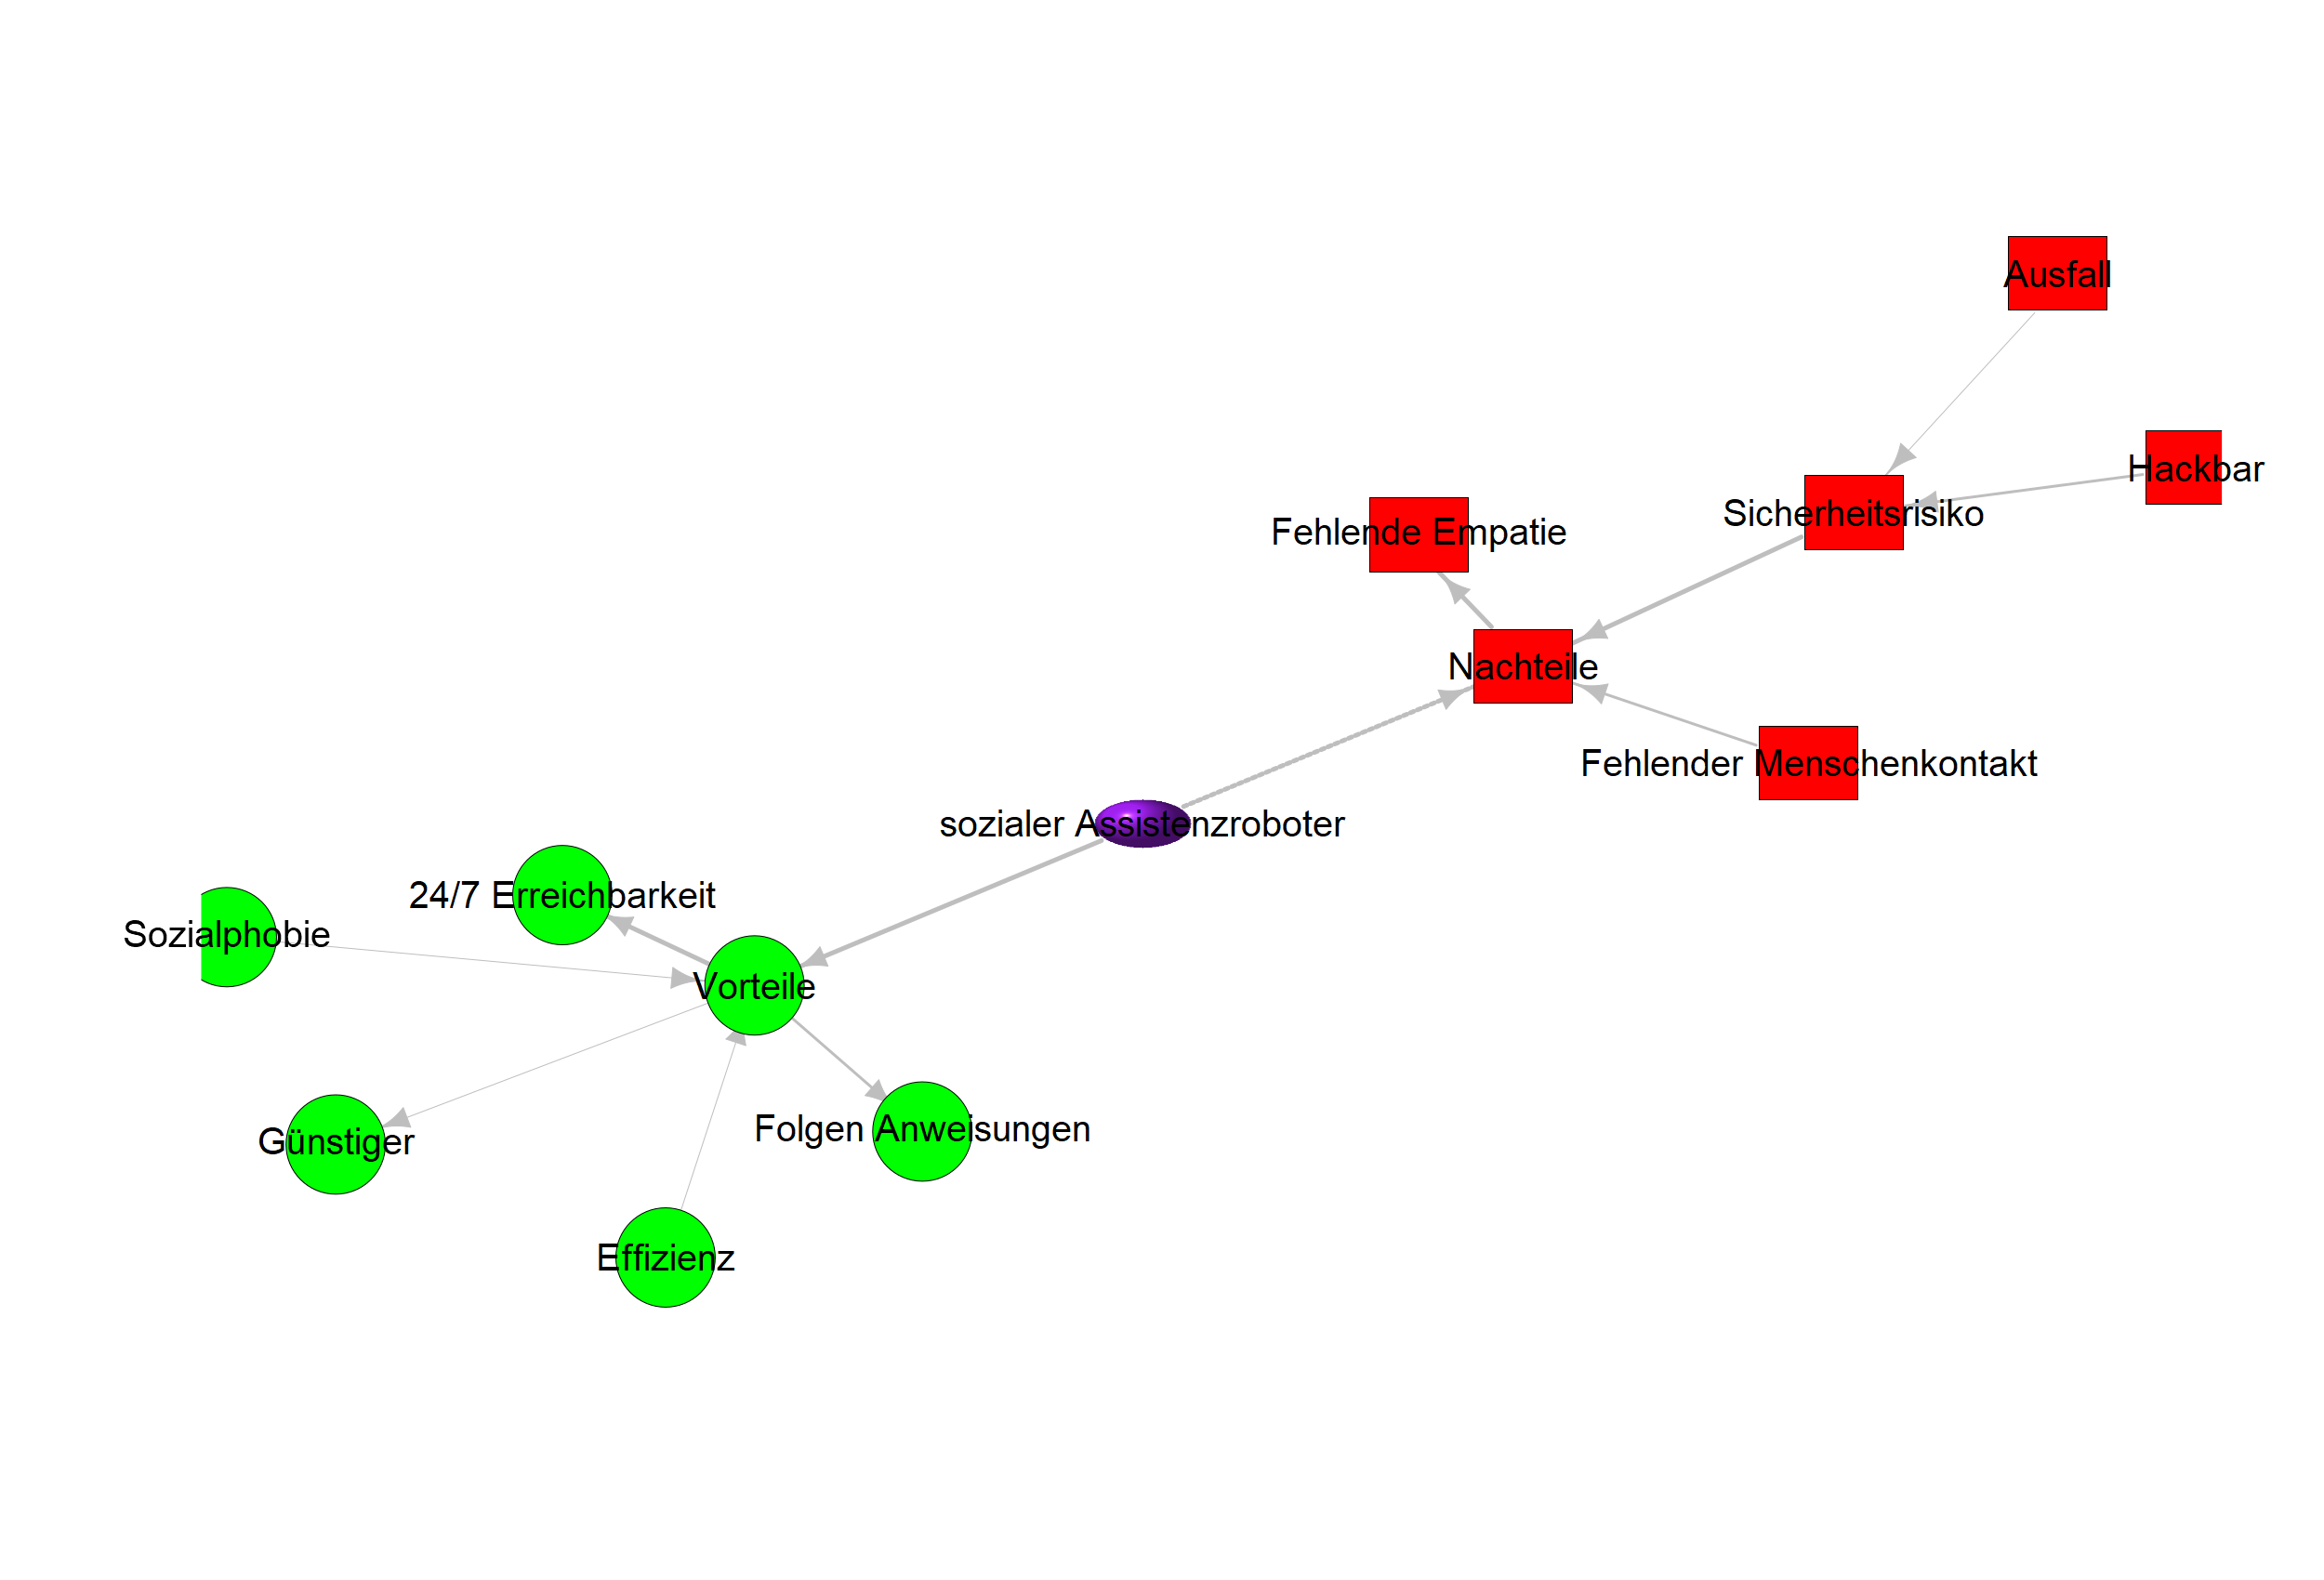 Ausfall
Hackbar
Sicherheitsrisiko
Fehlende Empatie
Nachteile
Fehlender Menschenkontakt
sozialer Assistenzroboter
24/7 Erreichbarkeit
Sozialphobie
Vorteile
Folgen Anweisungen
Günstiger
Effizienz